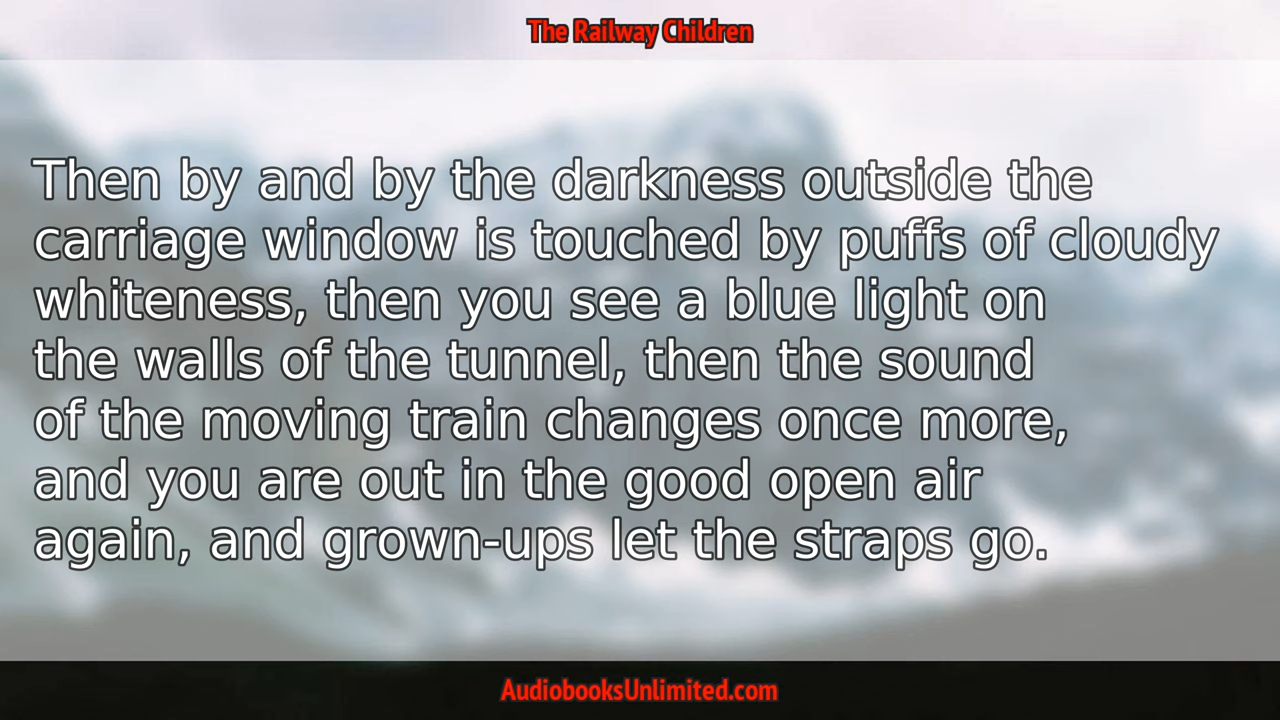 The Railway Children
Then by and by the darkness outside the
carriage window is touched by puffs of cloudy
whiteness, then you see a blue light on
the walls of the tunnel, then the sound
of the moving train changes once more,
and you are out in the good open air
again, and grown-ups let the straps go.
AudiobooksUnlimited.com